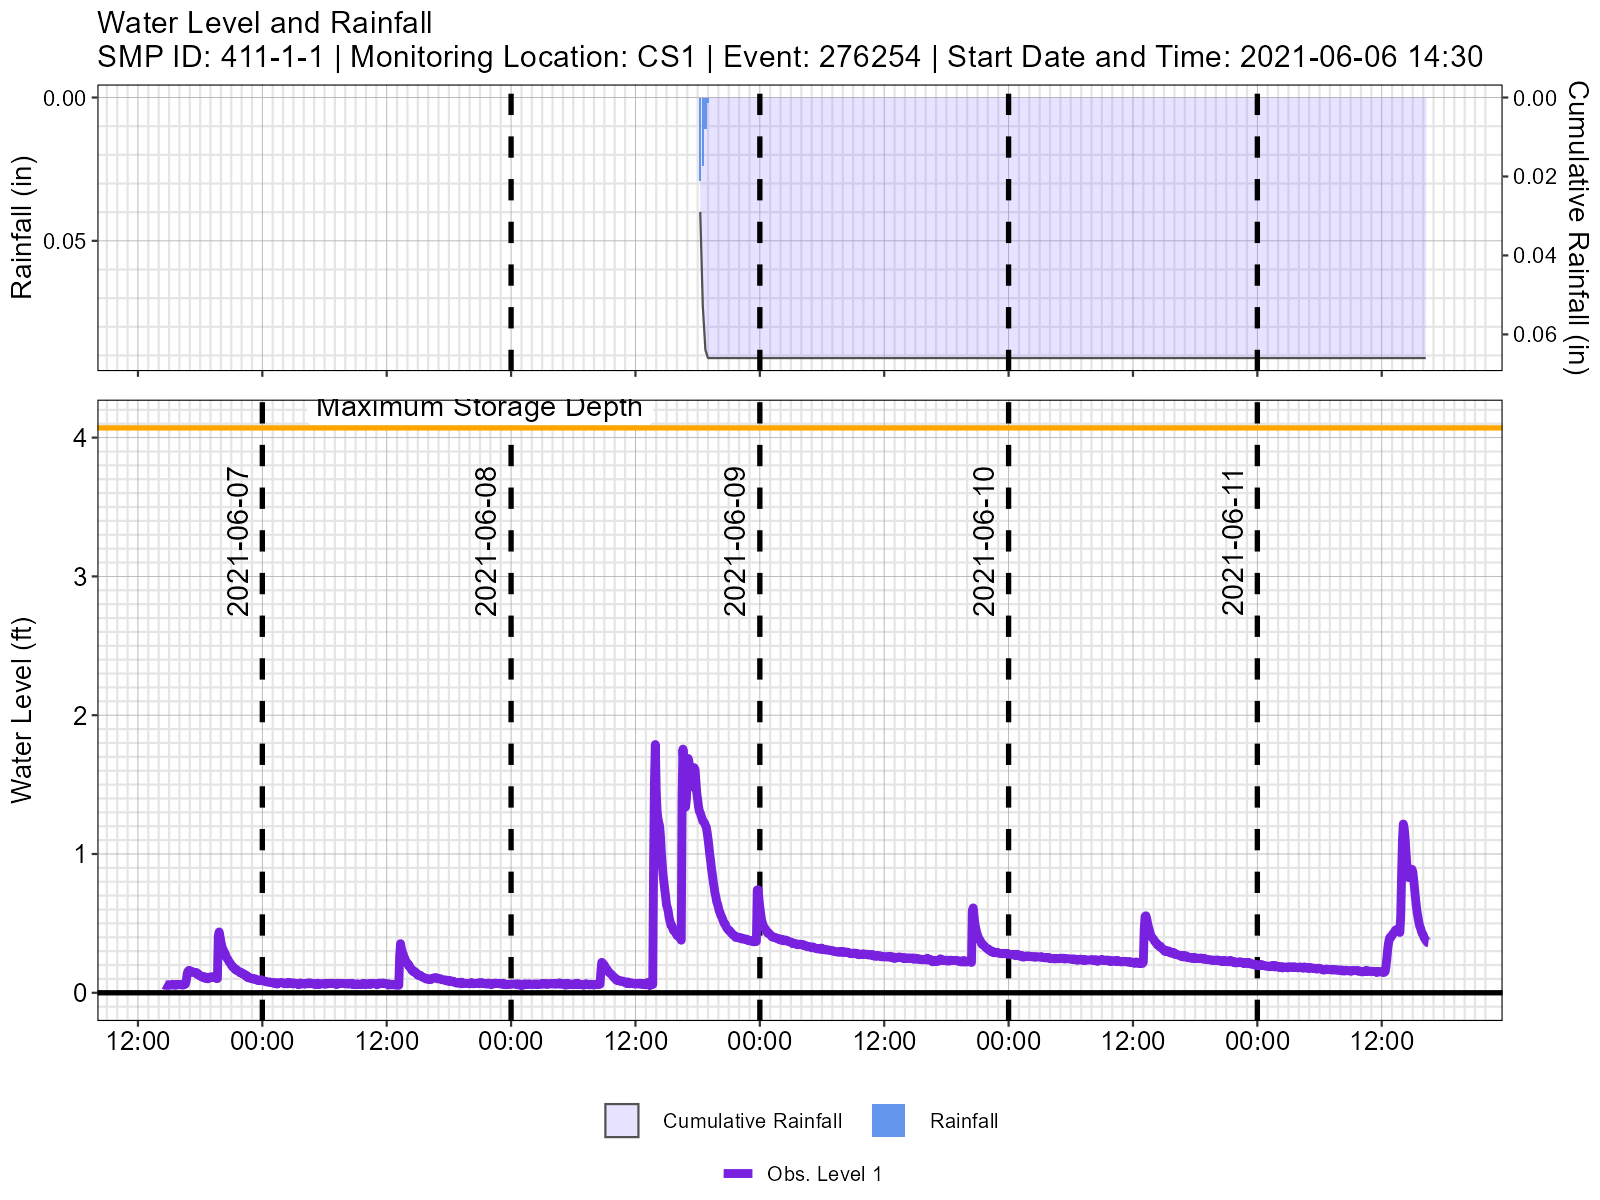 Water Level and Rainfall
SMP ID: 411-1-1 | Monitoring Location: CS1 | Event: 276254 | Start Date and Time: 2021-06-06 14:30
Rainfall (in)
0.00
0.05
0.00
0.02
0.04
0.06
Cumulative Rainfall (in)
Maximum Storage Depth
Water Level (ft)
4
3
2
1
0
2021-06-07
2021-06-08
2021-06-09
2021-06-10
2021-06-11
12:00 00:00 12:00 00:00 12:00 00:00 12:00 00:00 12:00 00:00 12:00
Cumulative Rainfall Rainfall
Obs. Level 1